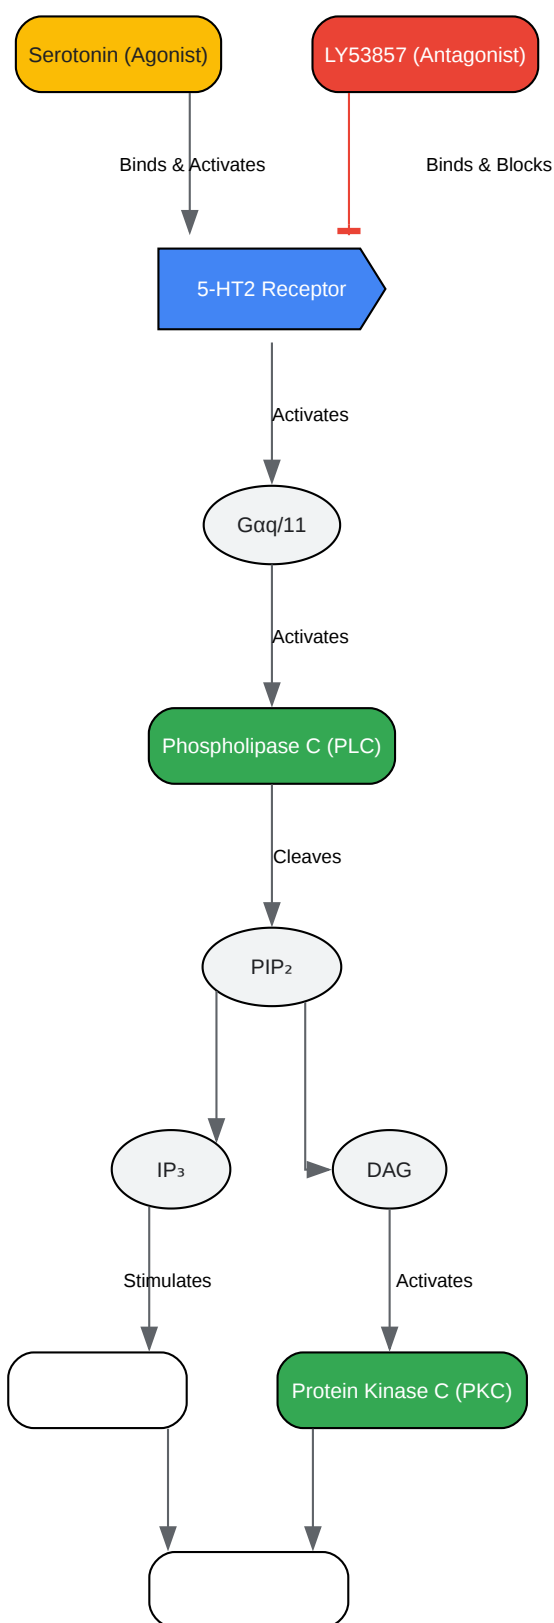 Serotonin (Agonist)
LY53857 (Antagonist)
Binds & Activates
Binds & Blocks
5-HT2 Receptor
Activates
Gαq/11
Activates
Phospholipase C (PLC)
Cleaves
PIP₂
IP₃
DAG
Stimulates
Activates
Protein Kinase C (PKC)